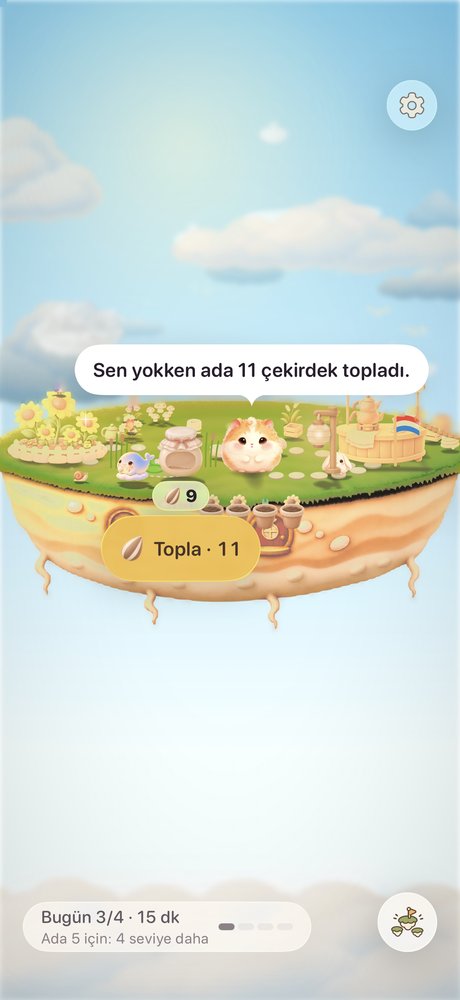 Sen yokken ada 11 çekirdek topladı.
9
Topla · 11
Bugün 3/4 · 15 dk
Ada 5 için: 4 seviye daha